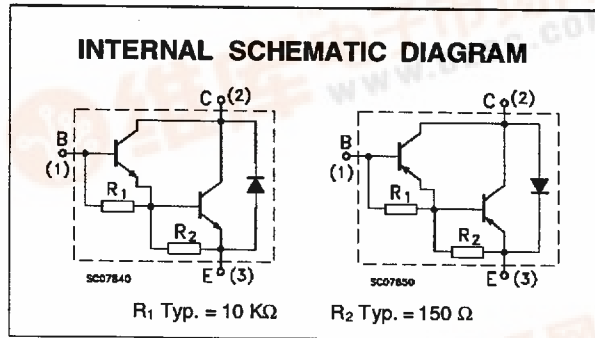 INTERNAL SCHEMATIC DIAGRAM
C (2)
B
(1)
R1
R2
E (3)
SC07840
C (2)
B
(1)
R1
R2
E (3)
SC07850
R1 Typ. = 10 KΩ
R2 Typ. = 150 Ω